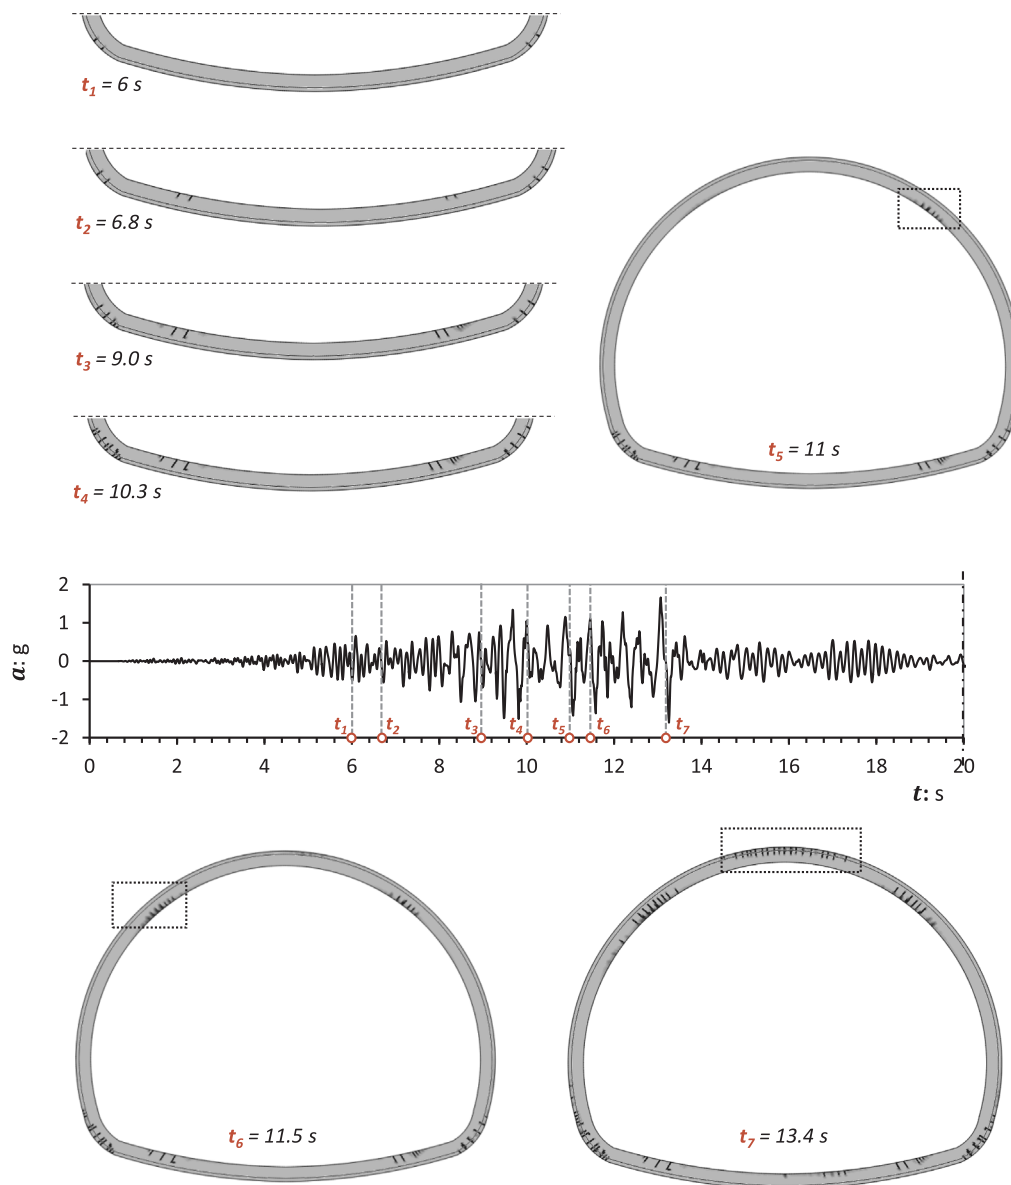 t1 = 6 s
t2 = 6.8 s
t3 = 9.0 s
t4 = 10.3 s
t5 = 11 s
2
1
0
-1
-2
a: g
t1 t2 t3 t4 t5 t6 t7
0 2 4 6 8 10 12 14 16 18 20
t: s
t6 = 11.5 s
t7 = 13.4 s